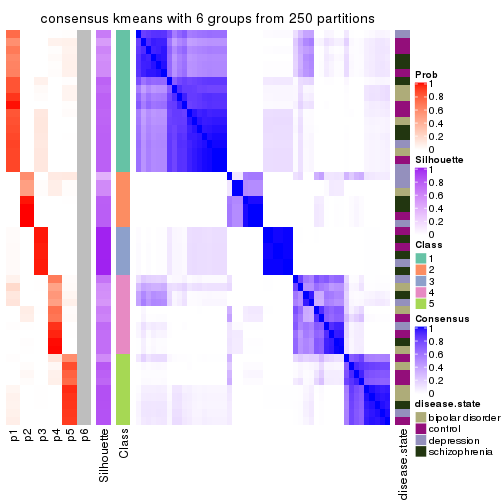 consensus kmeans with 6 groups from 250 partitions
Prob
1
0.8
0.6
0.4
0.2
0
Silhouette
1
0.8
0.6
0.4
0.2
0
Class
1
2
3
4
5
Consensus
1
0.8
0.6
0.4
0.2
0
disease.state
bipolar disorder
control
depression
schizophrenia
p1
p2
p3
p4
p5
p6
Silhouette
Class
disease.state